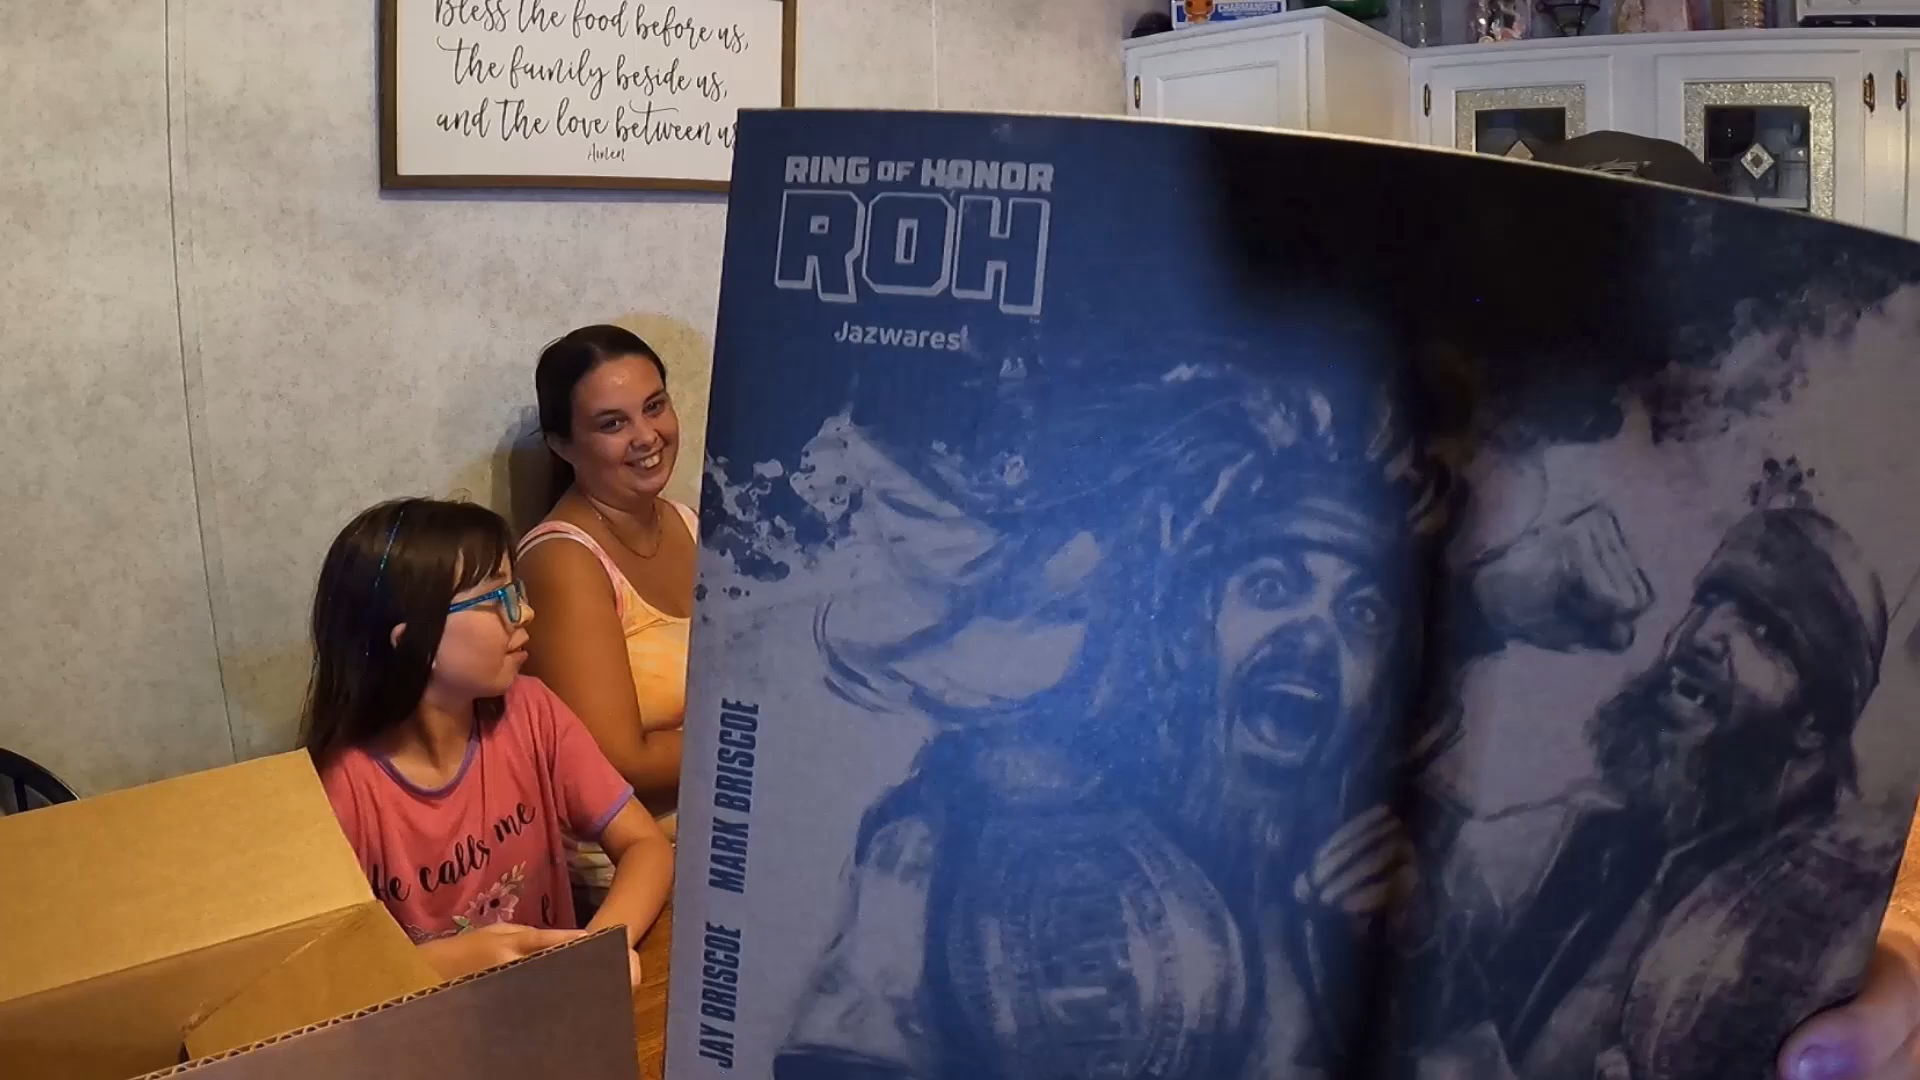 Bless the food before us,
the family beside us,
and the love between us
Amen
CHARMANDER
RING OF HONOR
ROH
Jazwares
JAY BRISCOE MARK BRISCOE
He calls me